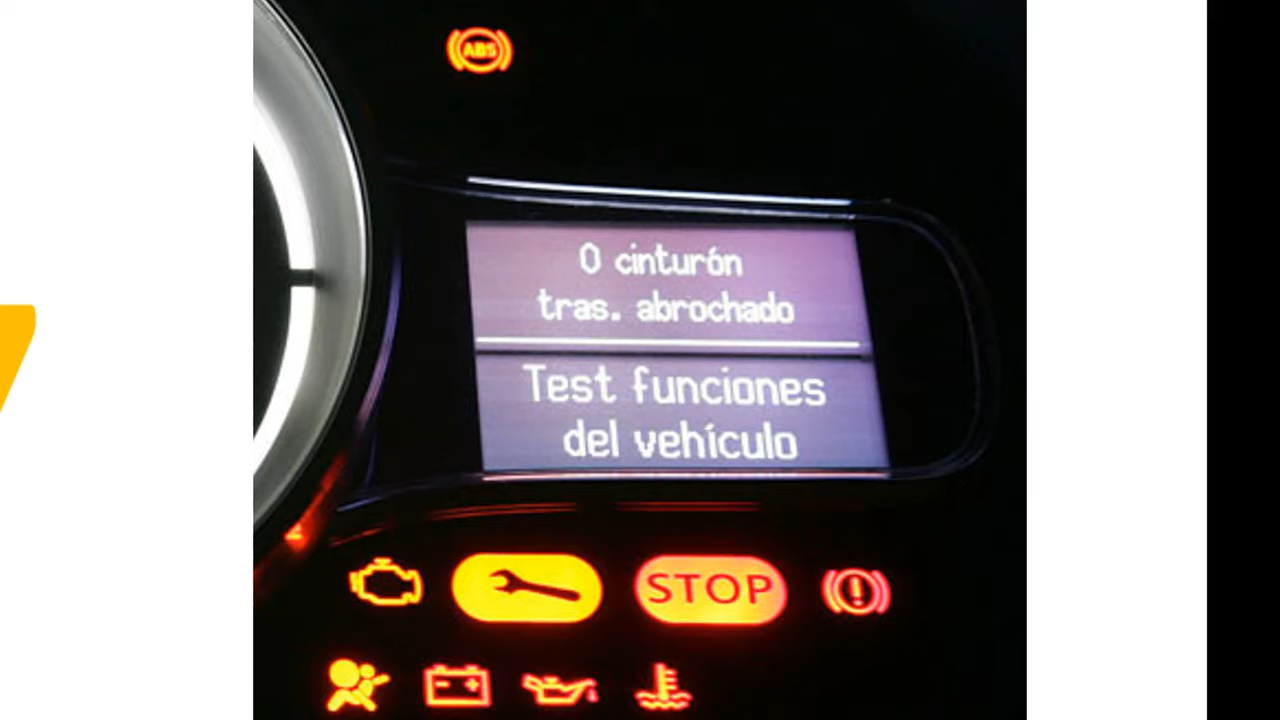 ABS
0 cinturón
tras. abrochado
Test funciones
del vehículo
STOP